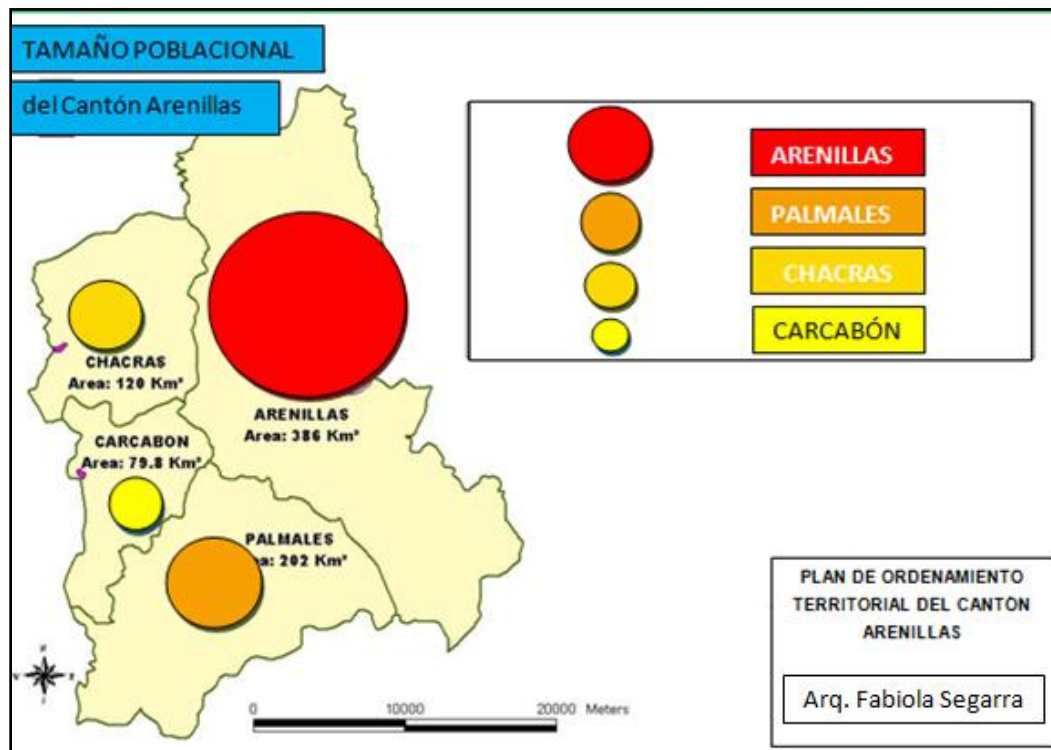 TAMAÑO POBLACIONAL
del Cantón Arenillas
ARENILLAS
PALMALES
CHACRAS
CARCABÓN
CHACRAS
Area: 120 Km²
ARENILLAS
Area: 386 Km²
CARCABON
Area: 79.8 Km²
PALMALES
ea: 202 Km²
PLAN DE ORDENAMIENTO
TERRITORIAL DEL CANTÓN
ARENILLAS
Arq. Fabiola Segarra
0 10000 20000 Meters